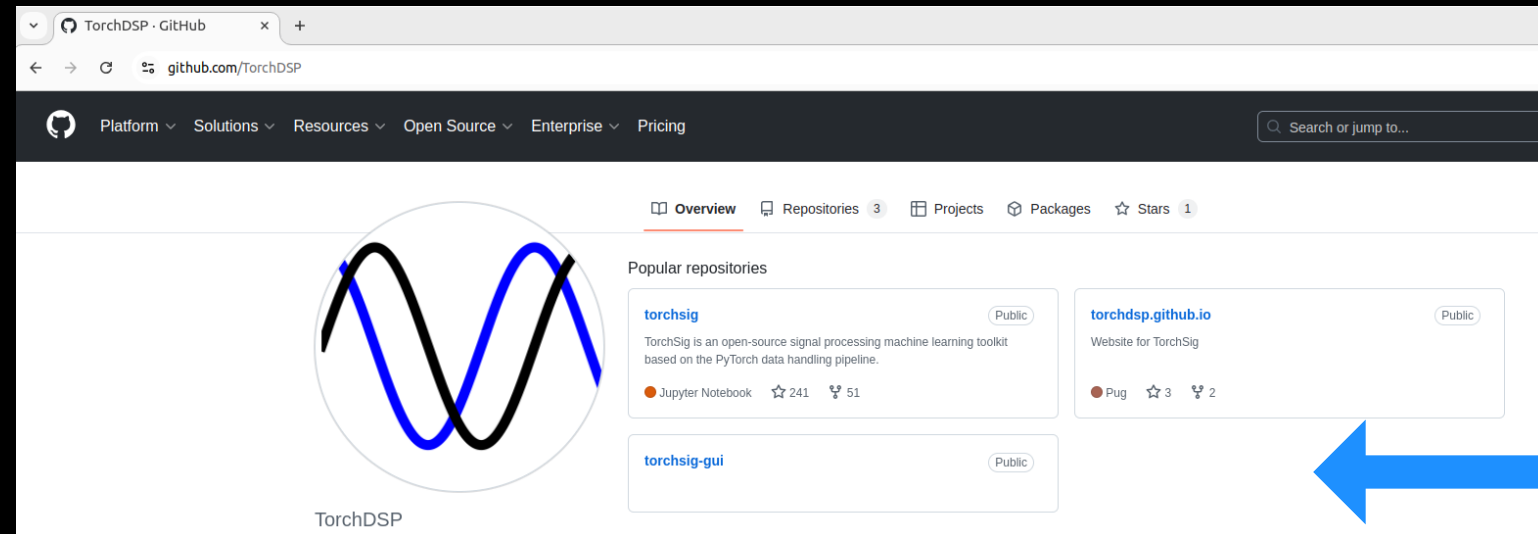 TorchDSP · GitHub
github.com/TorchDSP
Platform Solutions Resources Open Source Enterprise Pricing
Search or jump to...
Overview Repositories 3 Projects Packages Stars 1
Popular repositories
torchsig Public
TorchSig is an open-source signal processing machine learning toolkit
based on the PyTorch data handling pipeline.
Jupyter Notebook 241 51
torchdsp.github.io Public
Website for TorchSig
Pug 3 2
torchsig-gui Public
TorchDSP